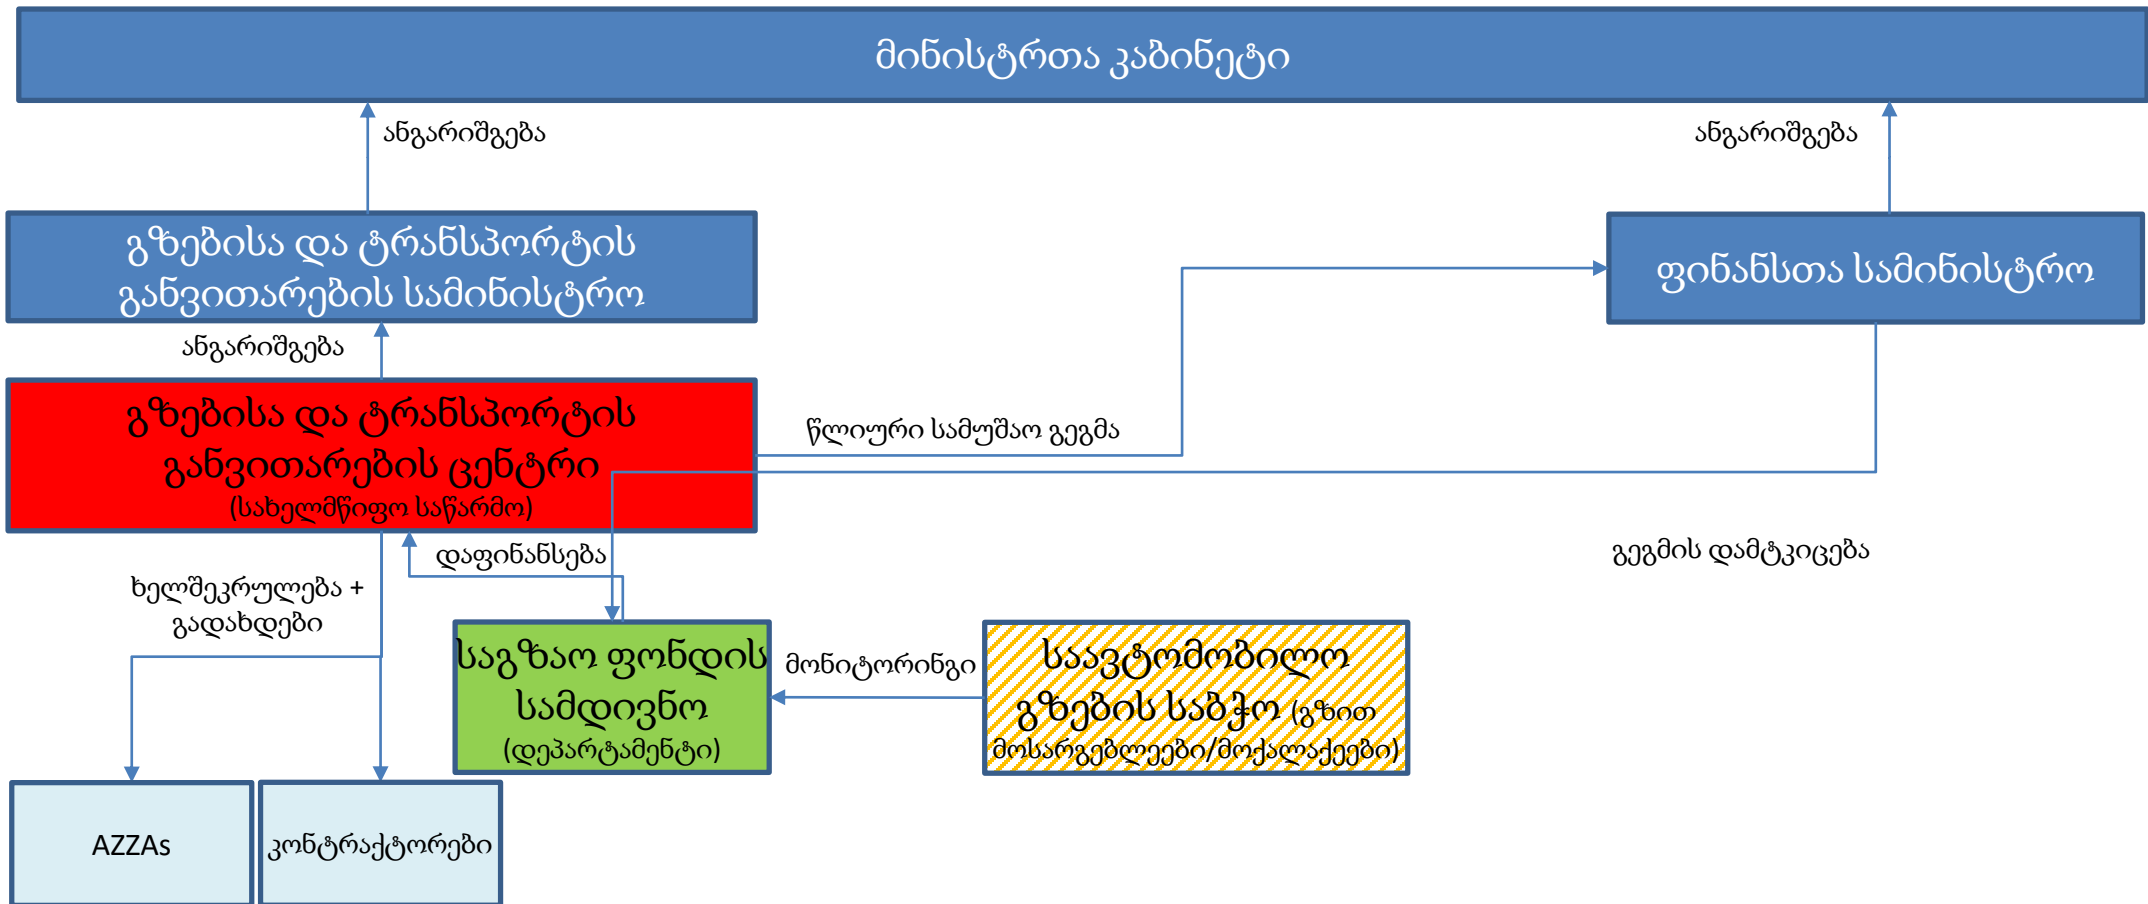 მინისტრთა კაბინეტი
ანგარიშგება
ანგარიშგება
გზებისა და ტრანსპორტის
განვითარების სამინისტრო
ფინანსთა სამინისტრო
ანგარიშგება
გზებისა და ტრანსპორტის
განვითარების ცენტრი
(სახელმწიფო საწარმო)
წლიური სამუშაო გეგმა
დაფინანსება
გეგმის დამტკიცება
ხელშეკრულება +
გადახდები
საგზაო ფონდის
სამდივნო
(დეპარტამენტი)
მონიტორინგი
საავტომობილო
გზების საბჭო (გზით
მოსარგებლეები/მოქალაქეები)
AZZAs
კონტრაქტორები